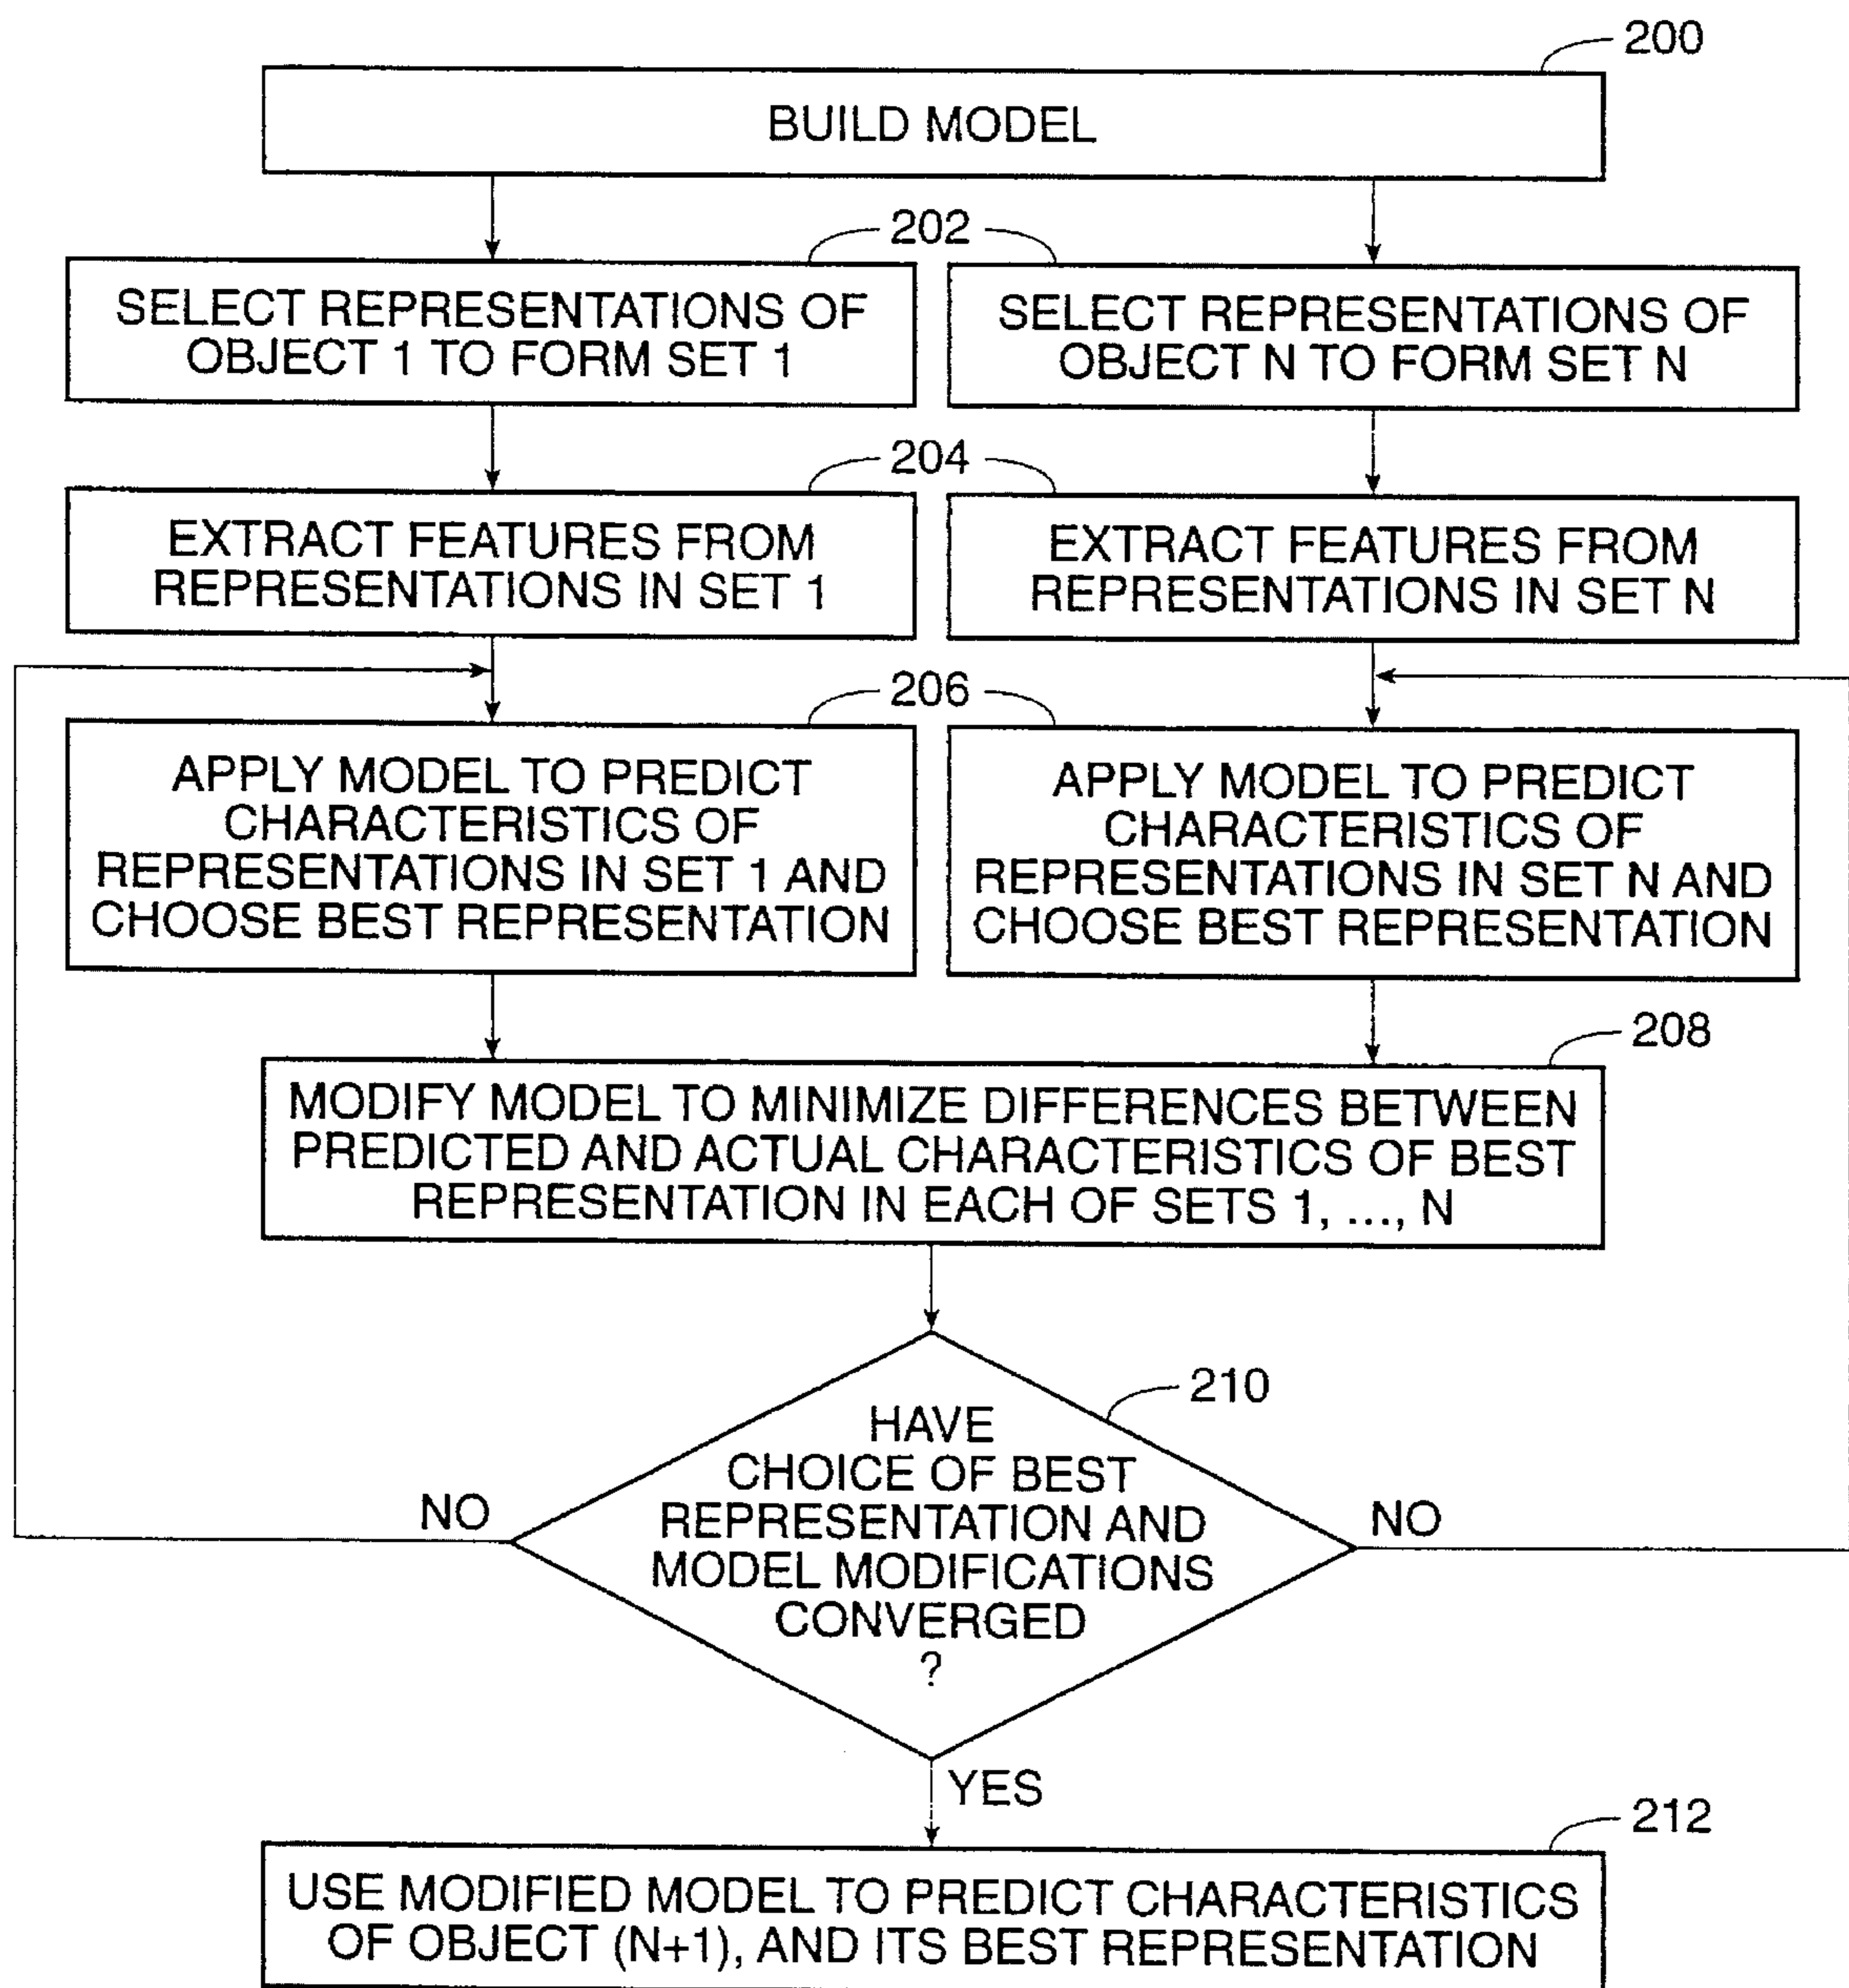 200
BUILD MODEL
202
SELECT REPRESENTATIONS OF
OBJECT 1 TO FORM SET 1
SELECT REPRESENTATIONS OF
OBJECT N TO FORM SET N
204
EXTRACT FEATURES FROM
REPRESENTATIONS IN SET 1
EXTRACT FEATURES FROM
REPRESENTATIONS IN SET N
206
APPLY MODEL TO PREDICT
CHARACTERISTICS OF
REPRESENTATIONS IN SET 1 AND
CHOOSE BEST REPRESENTATION
APPLY MODEL TO PREDICT
CHARACTERISTICS OF
REPRESENTATIONS IN SET N AND
CHOOSE BEST REPRESENTATION
208
MODIFY MODEL TO MINIMIZE DIFFERENCES BETWEEN
PREDICTED AND ACTUAL CHARACTERISTICS OF BEST
REPRESENTATION IN EACH OF SETS 1, ..., N
210
HAVE
CHOICE OF BEST
REPRESENTATION AND
MODEL MODIFICATIONS
CONVERGED
?
NO
NO
YES
212
USE MODIFIED MODEL TO PREDICT CHARACTERISTICS
OF OBJECT (N+1), AND ITS BEST REPRESENTATION